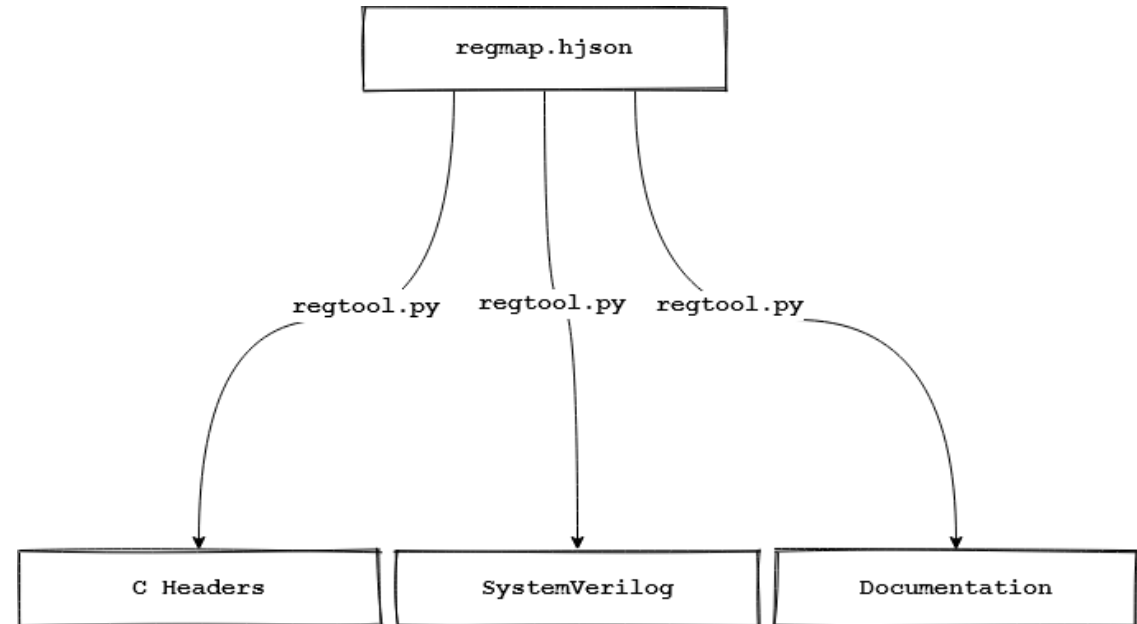 regmap.hjson
regtool.py
regtool.py
regtool.py
C Headers
SystemVerilog
Documentation